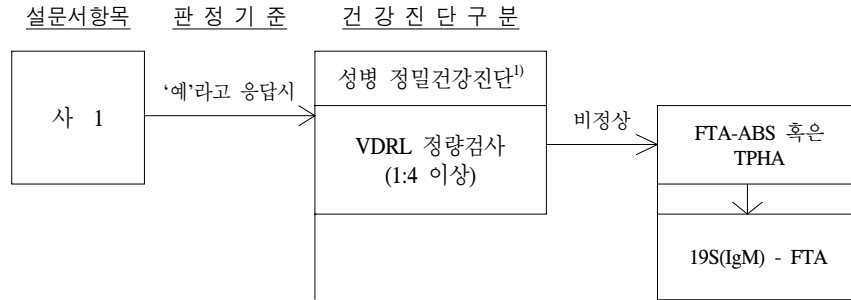 설문서항목 판 정 기 준 건 강 진 단 구 분
사 1
‘예’라고 응답시
성병 정밀건강진단1)
VDRL 정량검사
(1:4 이상)
비정상
FTA-ABS 혹은
TPHA
19S(IgM) - FTA